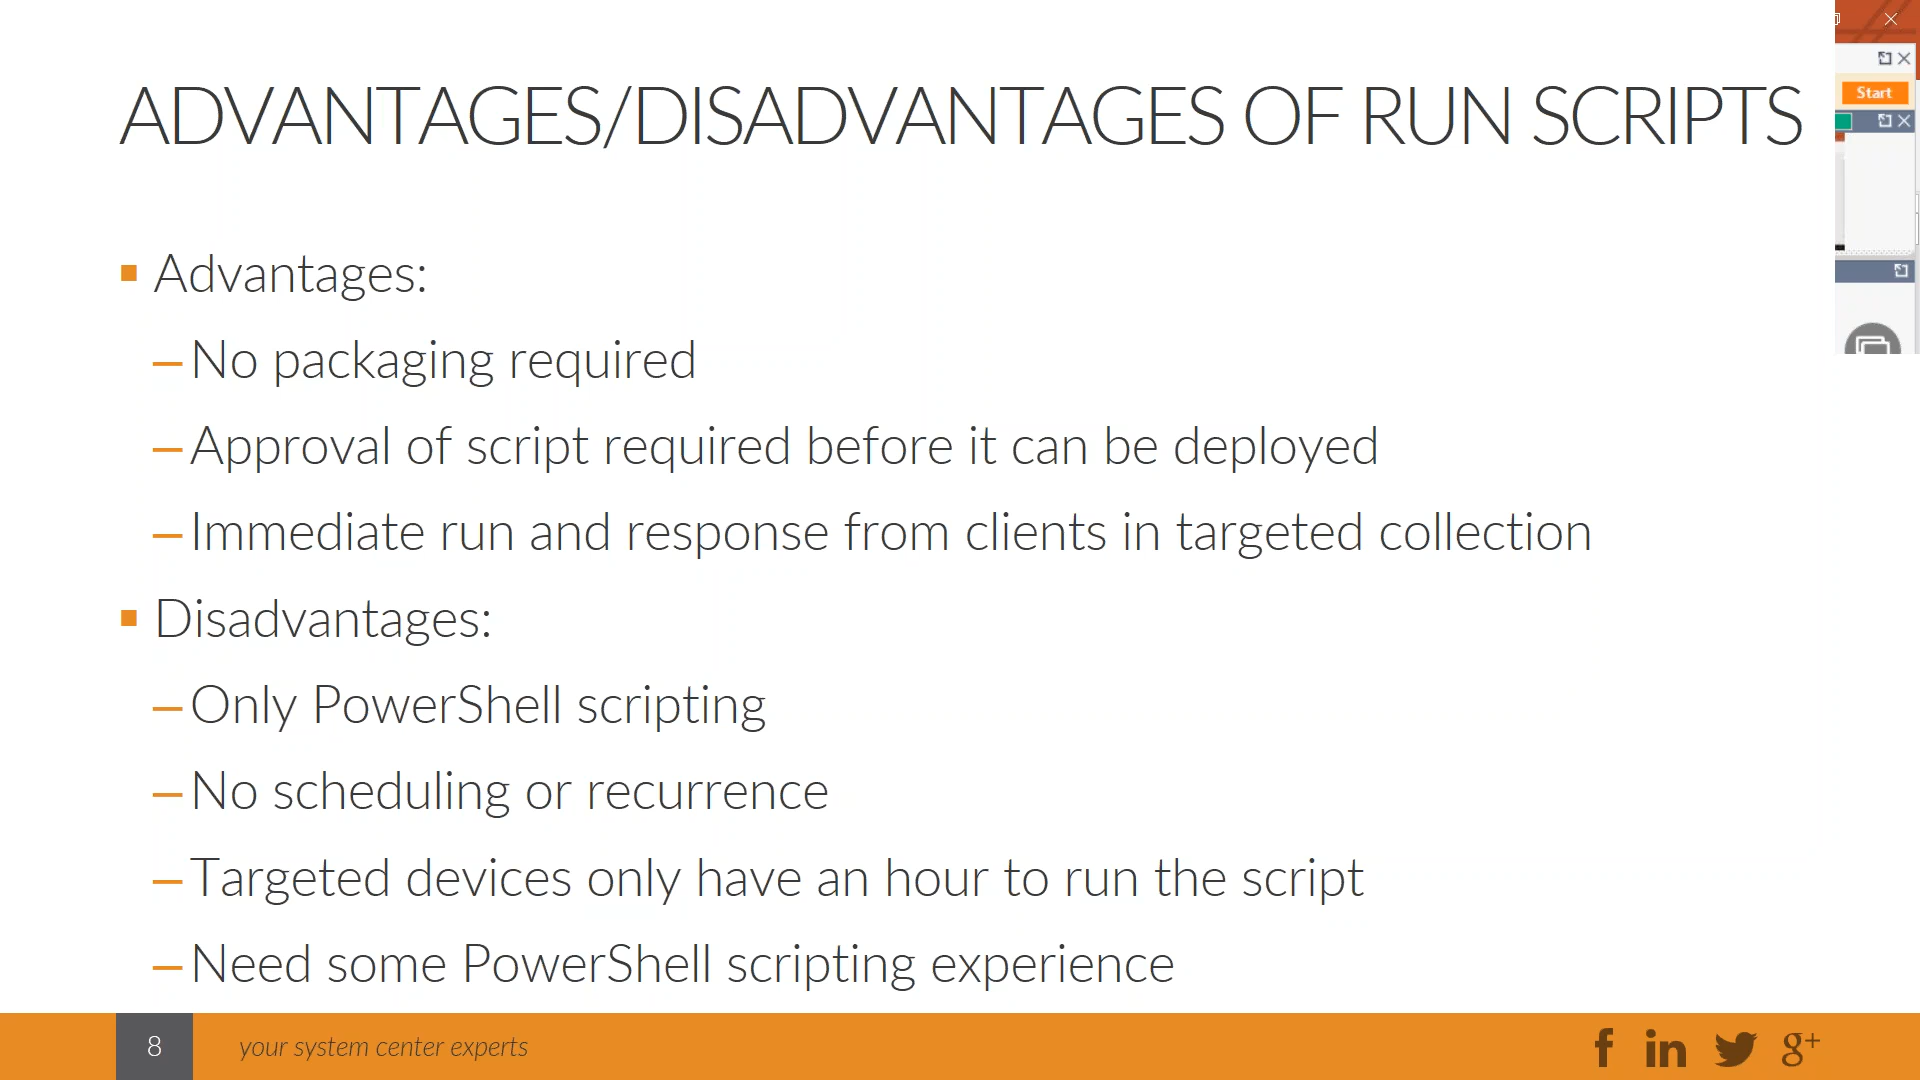 ADVANTAGES/DISADVANTAGES OF RUN SCRIPTS
Start
Advantages:
–No packaging required
–Approval of script required before it can be deployed
–Immediate run and response from clients in targeted collection
Disadvantages:
–Only PowerShell scripting
–No scheduling or recurrence
–Targeted devices only have an hour to run the script
–Need some PowerShell scripting experience
8
your system center experts
f in g+